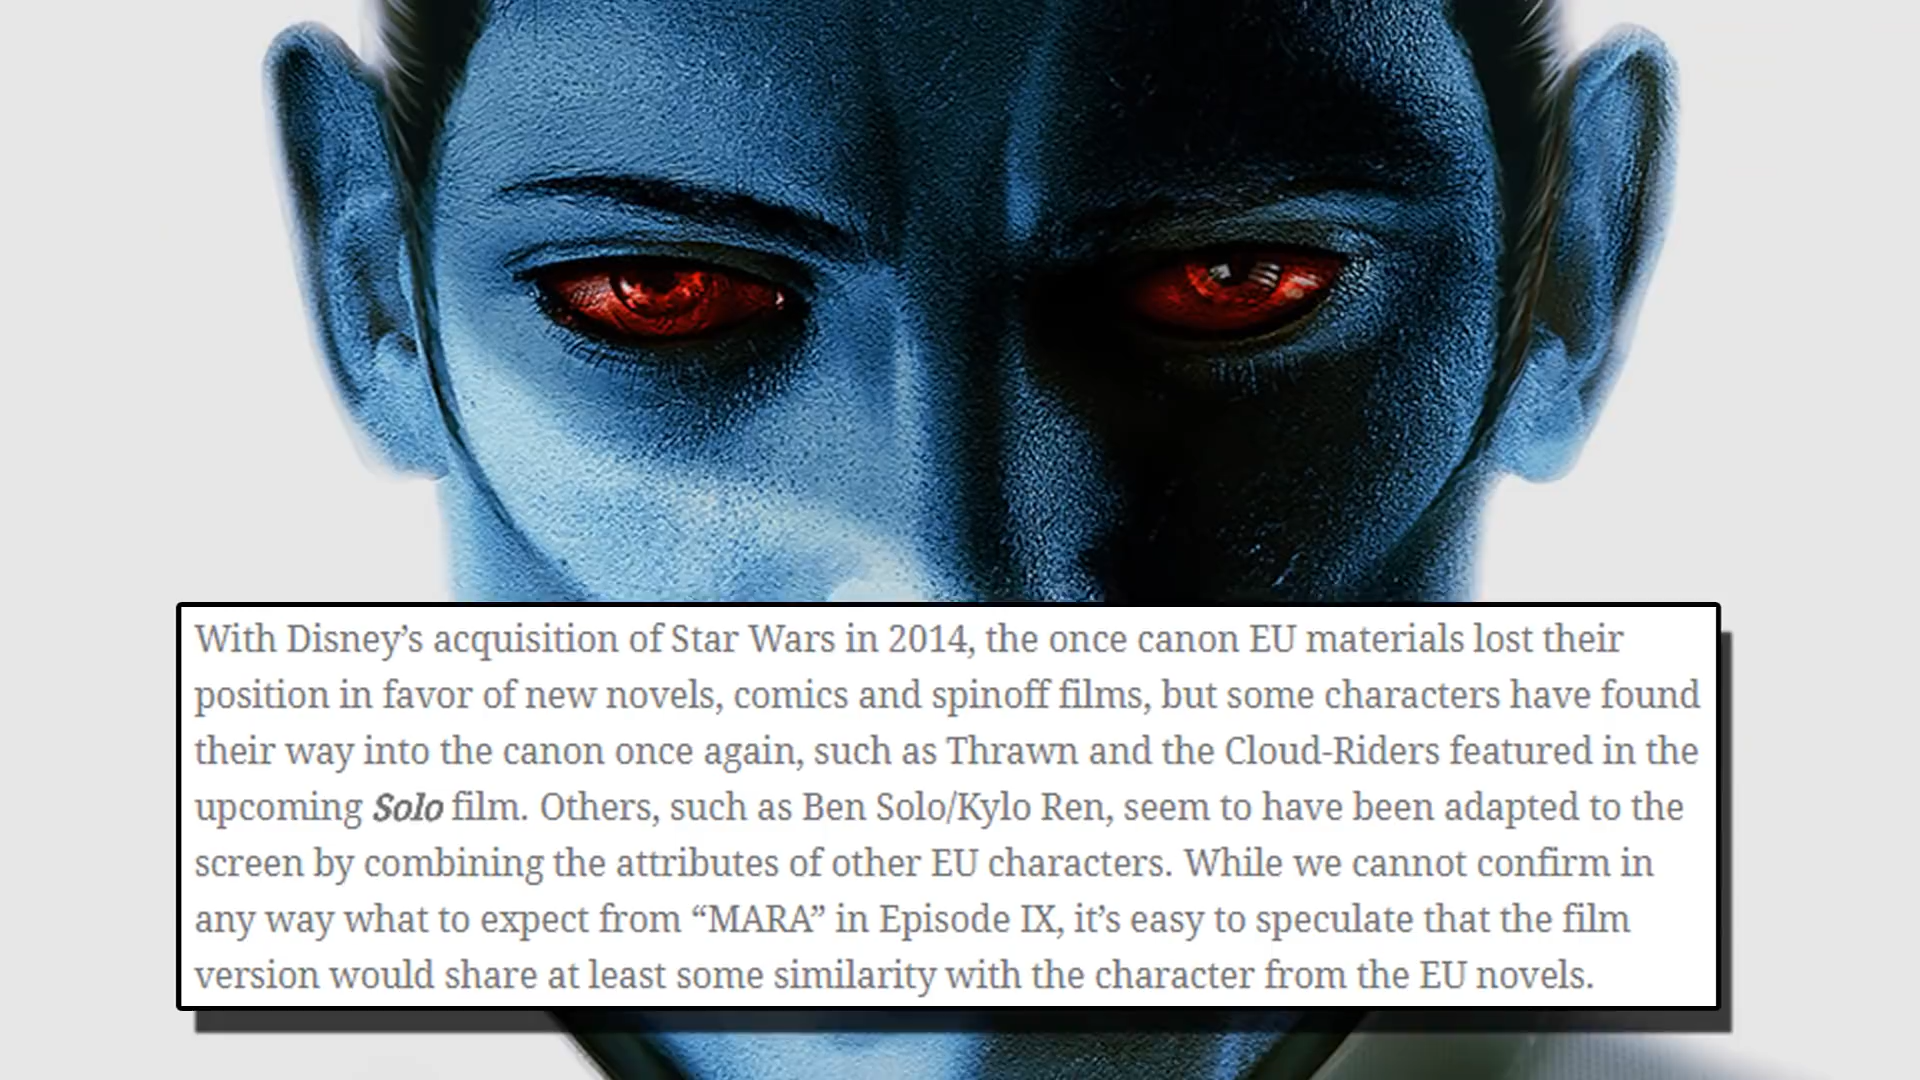 With Disney’s acquisition of Star Wars in 2014, the once canon EU materials lost their
position in favor of new novels, comics and spinoff films, but some characters have found
their way into the canon once again, such as Thrawn and the Cloud-Riders featured in the
upcoming Solo film. Others, such as Ben Solo/Kylo Ren, seem to have been adapted to the
screen by combining the attributes of other EU characters. While we cannot confirm in
any way what to expect from “MARA” in Episode IX, it’s easy to speculate that the film
version would share at least some similarity with the character from the EU novels.